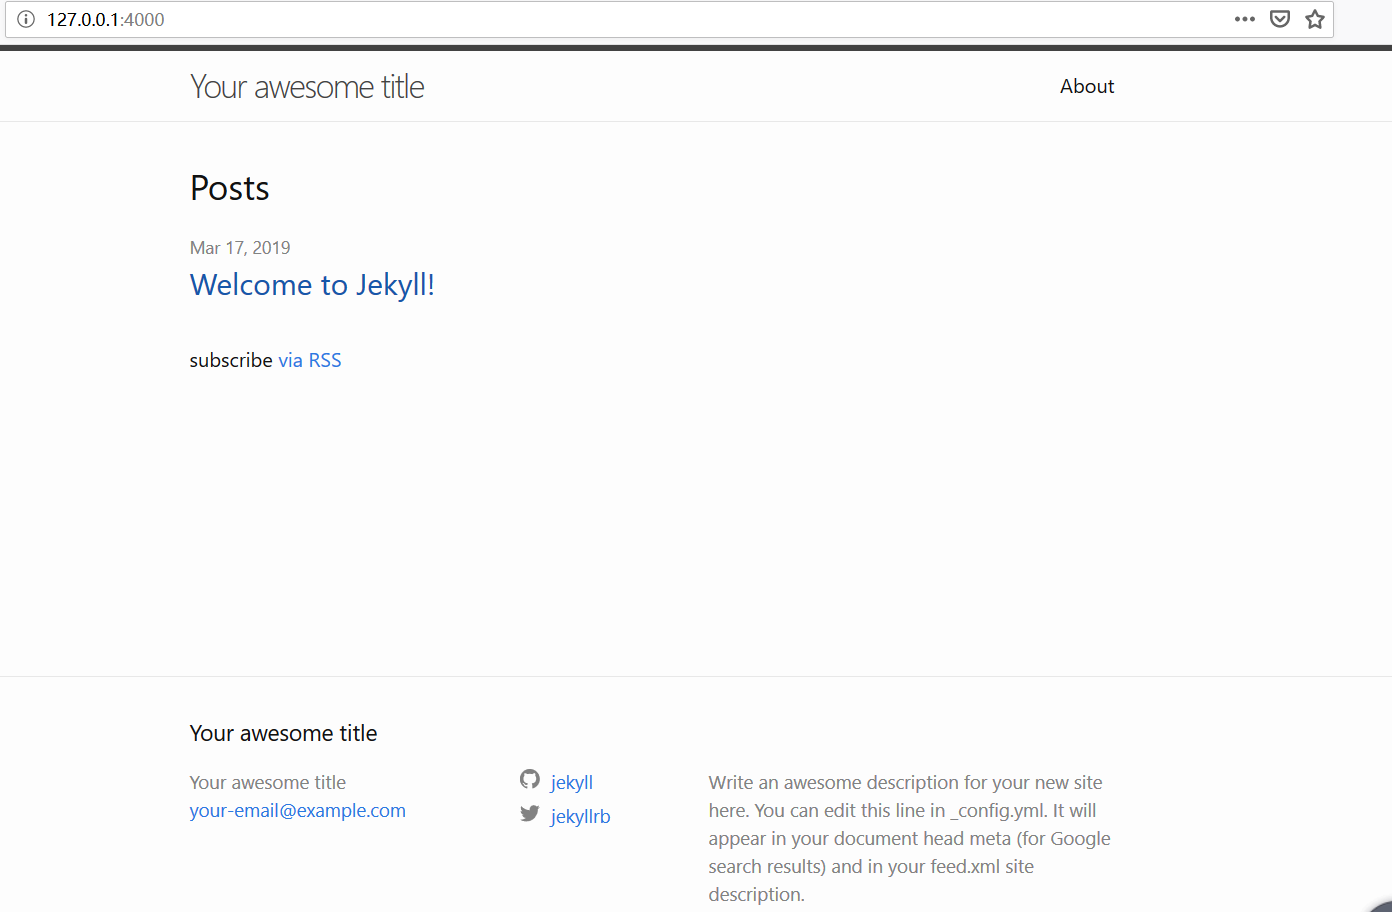 127.0.0.1:4000
Your awesome title
About
Posts
Mar 17, 2019
Welcome to Jekyll!
subscribe via RSS
Your awesome title
Your awesome title
your-email@example.com
jekyll
jekyllrb
Write an awesome description for your new site
here. You can edit this line in _config.yml. It will
appear in your document head meta (for Google
search results) and in your feed.xml site
description.